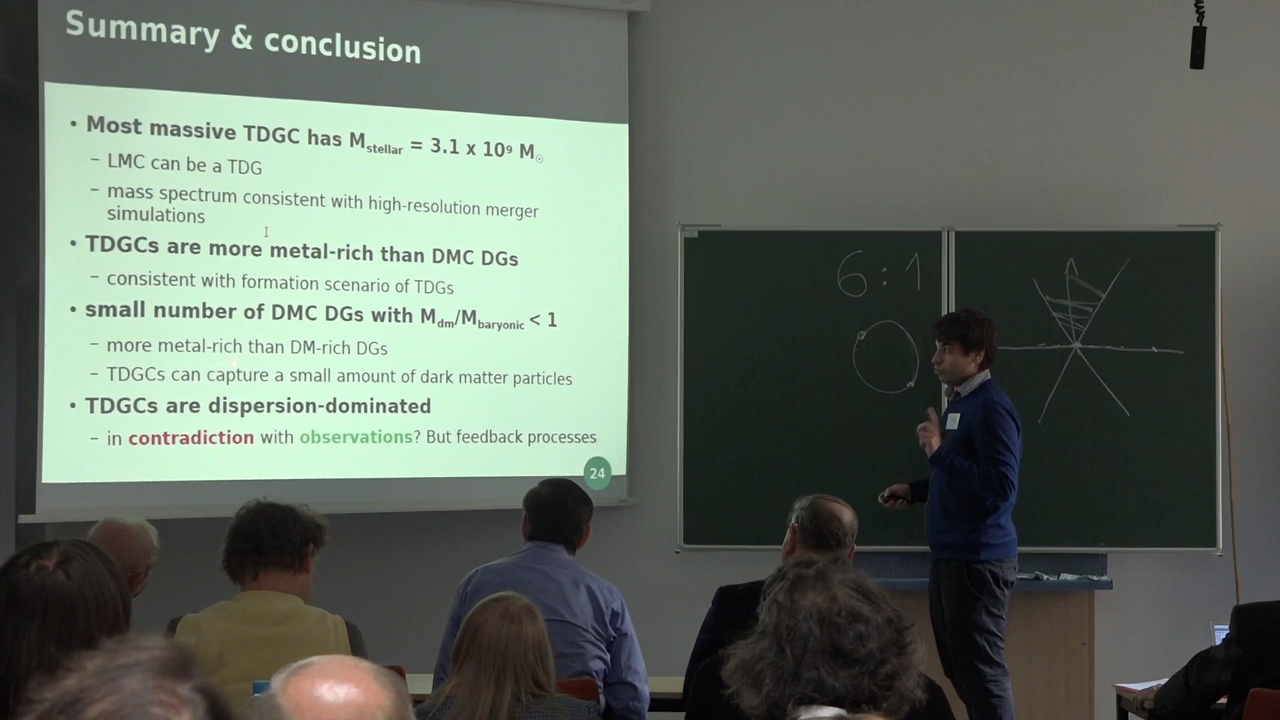 Summary & conclusion
• Most massive TDGC has Mstellar = 3.1 x 10⁹ M☉
– LMC can be a TDG
– mass spectrum consistent with high-resolution merger
simulations
• TDGCs are more metal-rich than DMC DGs
– consistent with formation scenario of TDGs
• small number of DMC DGs with Mdm/Mbaryonic < 1
– more metal-rich than DM-rich DGs
– TDGCs can capture a small amount of dark matter particles
• TDGCs are dispersion-dominated
– in contradiction with observations? But feedback processes
24
6:1